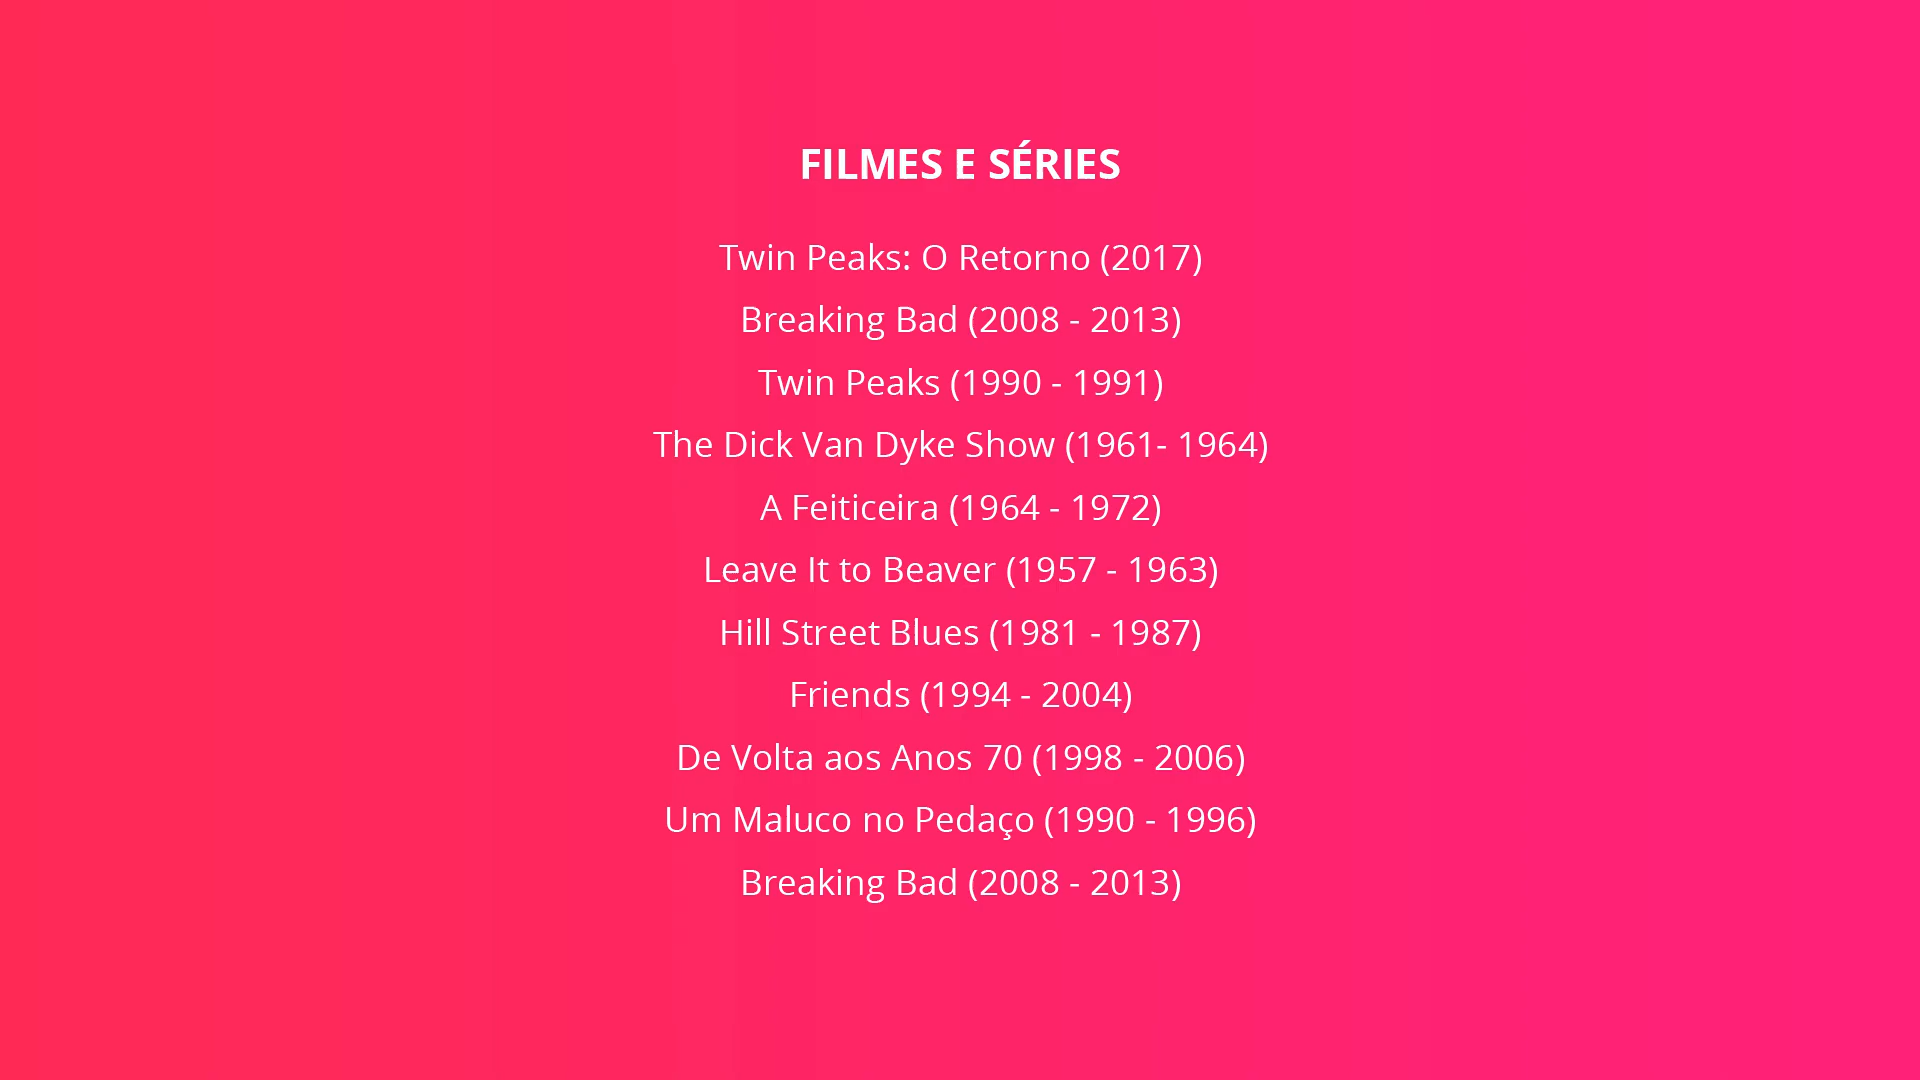 FILMES E SÉRIES
Twin Peaks: O Retorno (2017)
Breaking Bad (2008 - 2013)
Twin Peaks (1990 - 1991)
The Dick Van Dyke Show (1961- 1964)
A Feiticeira (1964 - 1972)
Leave It to Beaver (1957 - 1963)
Hill Street Blues (1981 - 1987)
Friends (1994 - 2004)
De Volta aos Anos 70 (1998 - 2006)
Um Maluco no Pedaço (1990 - 1996)
Breaking Bad (2008 - 2013)